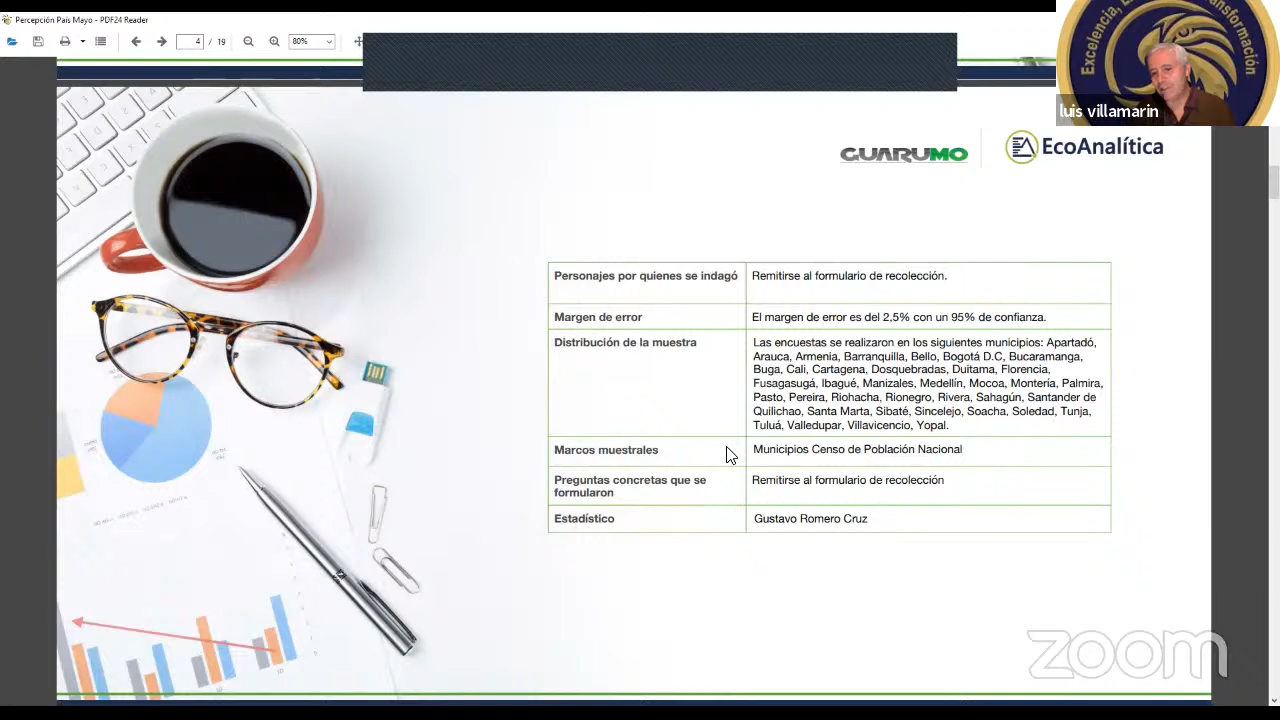 Percepción País Mayo - PDF24 Reader
4 / 19
80%
Excelencia, E
nsformación
luis villamarin
GUARUMO
EcoAnalítica
Personajes por quienes se indagó
Remitirse al formulario de recolección.
Margen de error
El margen de error es del 2,5% con un 95% de confianza.
Distribución de la muestra
Las encuestas se realizaron en los siguientes municipios: Apartadó,
Arauca, Armenia, Barranquilla, Bello, Bogotá D.C, Bucaramanga,
Buga, Cali, Cartagena, Dosquebradas, Duitama, Florencia,
Fusagasugá, Ibagué, Manizales, Medellín, Mocoa, Montería, Palmira,
Pasto, Pereira, Riohacha, Rionegro, Rivera, Sahagún, Santander de
Quilichao, Santa Marta, Sibaté, Sincelejo, Soacha, Soledad, Tunja,
Tuluá, Valledupar, Villavicencio, Yopal.
Marcos muestrales
Municipios Censo de Población Nacional
Preguntas concretas que se
formularon
Remitirse al formulario de recolección
Estadístico
Gustavo Romero Cruz
zoom